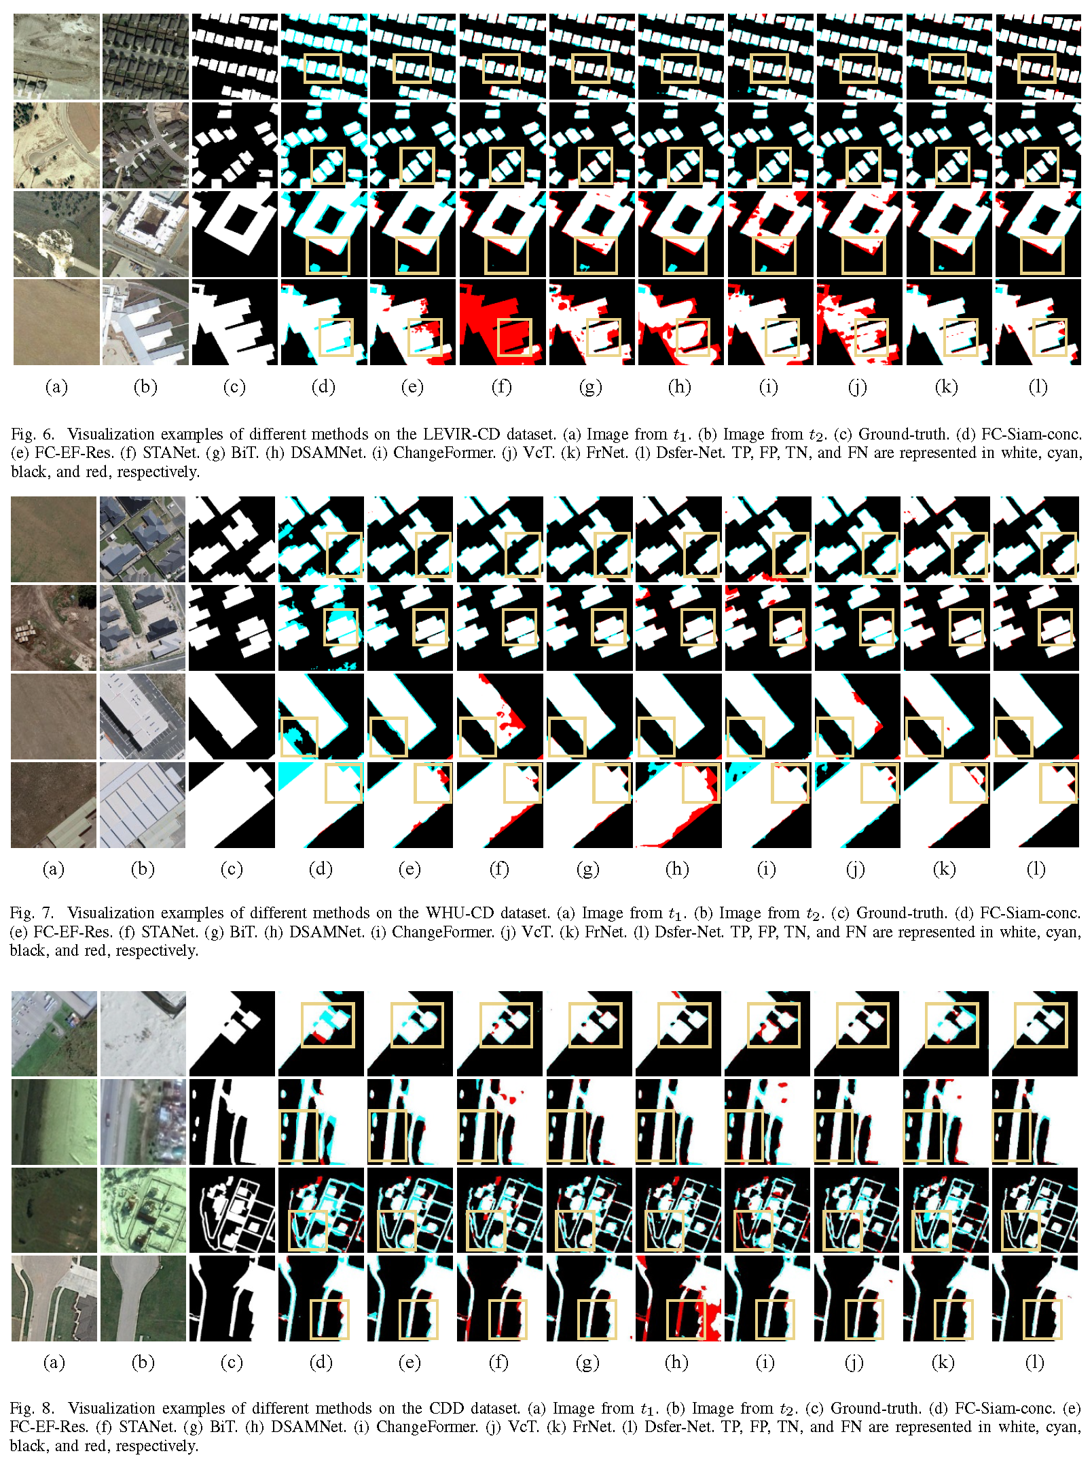 (a) (b) (c) (d) (e) (f) (g) (h) (i) (j) (k) (l)
Fig. 6. Visualization examples of different methods on the LEVIR-CD dataset. (a) Image from t1. (b) Image from t2. (c) Ground-truth. (d) FC-Siam-conc.
(e) FC-EF-Res. (f) STANet. (g) BiT. (h) DSAMNet. (i) ChangeFormer. (j) VcT. (k) FrNet. (l) Dsfer-Net. TP, FP, TN, and FN are represented in white, cyan,
black, and red, respectively.
(a) (b) (c) (d) (e) (f) (g) (h) (i) (j) (k) (l)
Fig. 7. Visualization examples of different methods on the WHU-CD dataset. (a) Image from t1. (b) Image from t2. (c) Ground-truth. (d) FC-Siam-conc.
(e) FC-EF-Res. (f) STANet. (g) BiT. (h) DSAMNet. (i) ChangeFormer. (j) VcT. (k) FrNet. (l) Dsfer-Net. TP, FP, TN, and FN are represented in white, cyan,
black, and red, respectively.
(a) (b) (c) (d) (e) (f) (g) (h) (i) (j) (k) (l)
Fig. 8. Visualization examples of different methods on the CDD dataset. (a) Image from t1. (b) Image from t2. (c) Ground-truth. (d) FC-Siam-conc. (e)
FC-EF-Res. (f) STANet. (g) BiT. (h) DSAMNet. (i) ChangeFormer. (j) VcT. (k) FrNet. (l) Dsfer-Net. TP, FP, TN, and FN are represented in white, cyan,
black, and red, respectively.